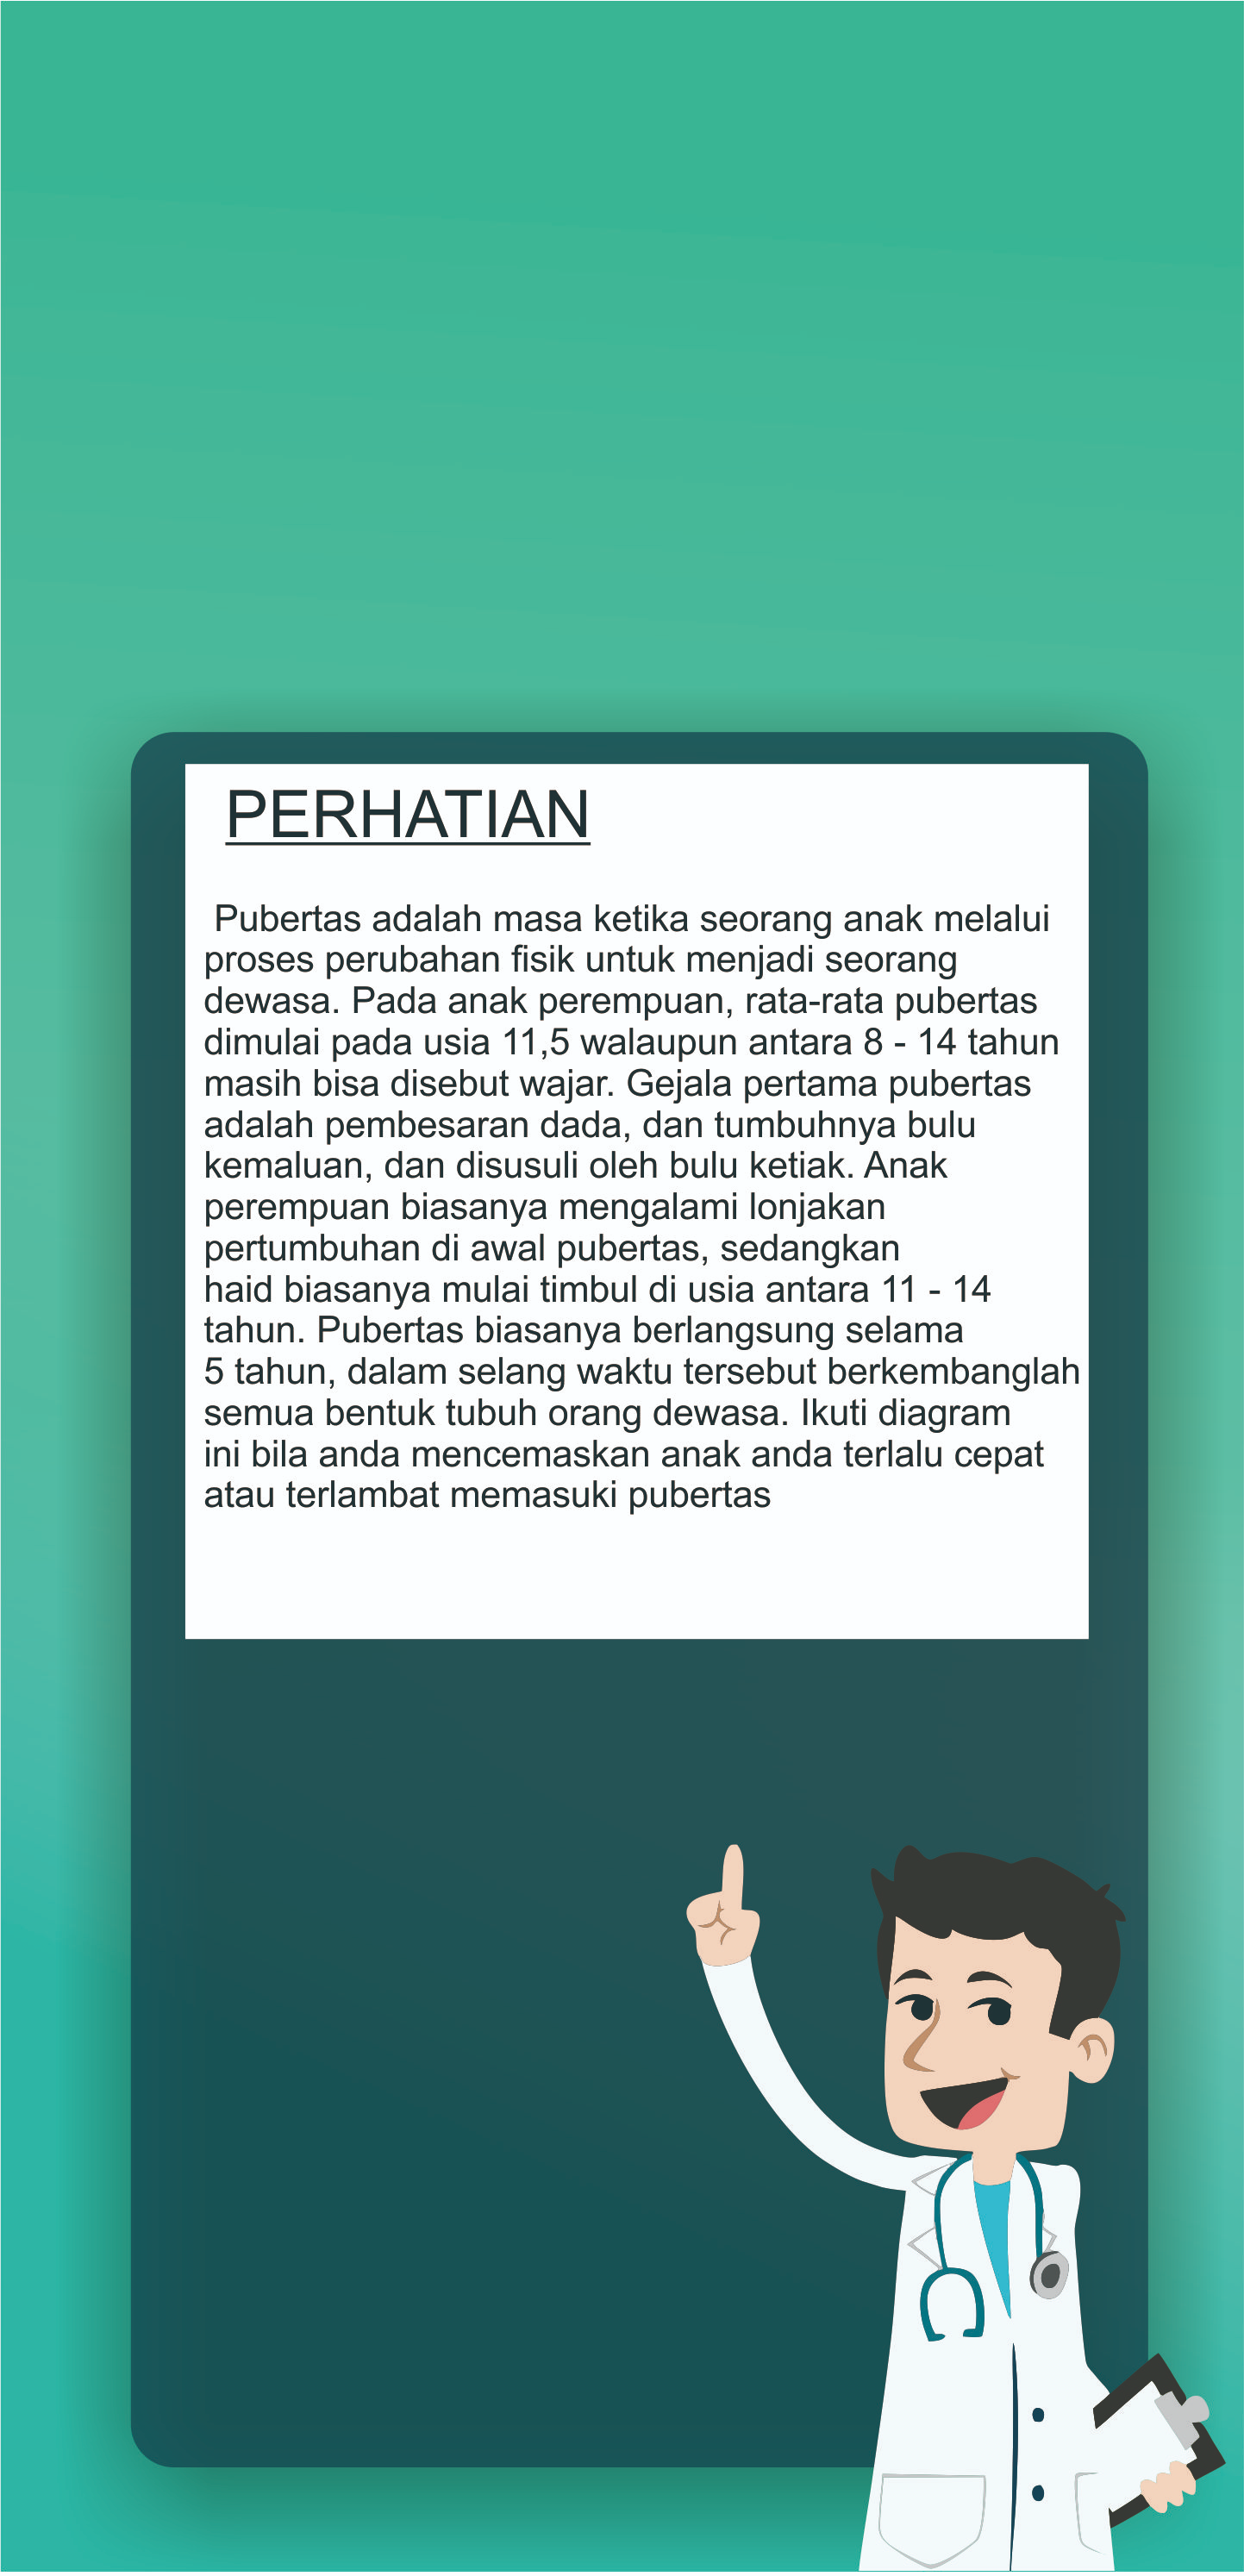 PERHATIAN
Pubertas adalah masa ketika seorang anak melalui
proses perubahan fisik untuk menjadi seorang
dewasa. Pada anak perempuan, rata-rata pubertas
dimulai pada usia 11,5 walaupun antara 8 - 14 tahun
masih bisa disebut wajar. Gejala pertama pubertas
adalah pembesaran dada, dan tumbuhnya bulu
kemaluan, dan disusuli oleh bulu ketiak. Anak
perempuan biasanya mengalami lonjakan
pertumbuhan di awal pubertas, sedangkan
haid biasanya mulai timbul di usia antara 11 - 14
tahun. Pubertas biasanya berlangsung selama
5 tahun, dalam selang waktu tersebut berkembanglah
semua bentuk tubuh orang dewasa. Ikuti diagram
ini bila anda mencemaskan anak anda terlalu cepat
atau terlambat memasuki pubertas